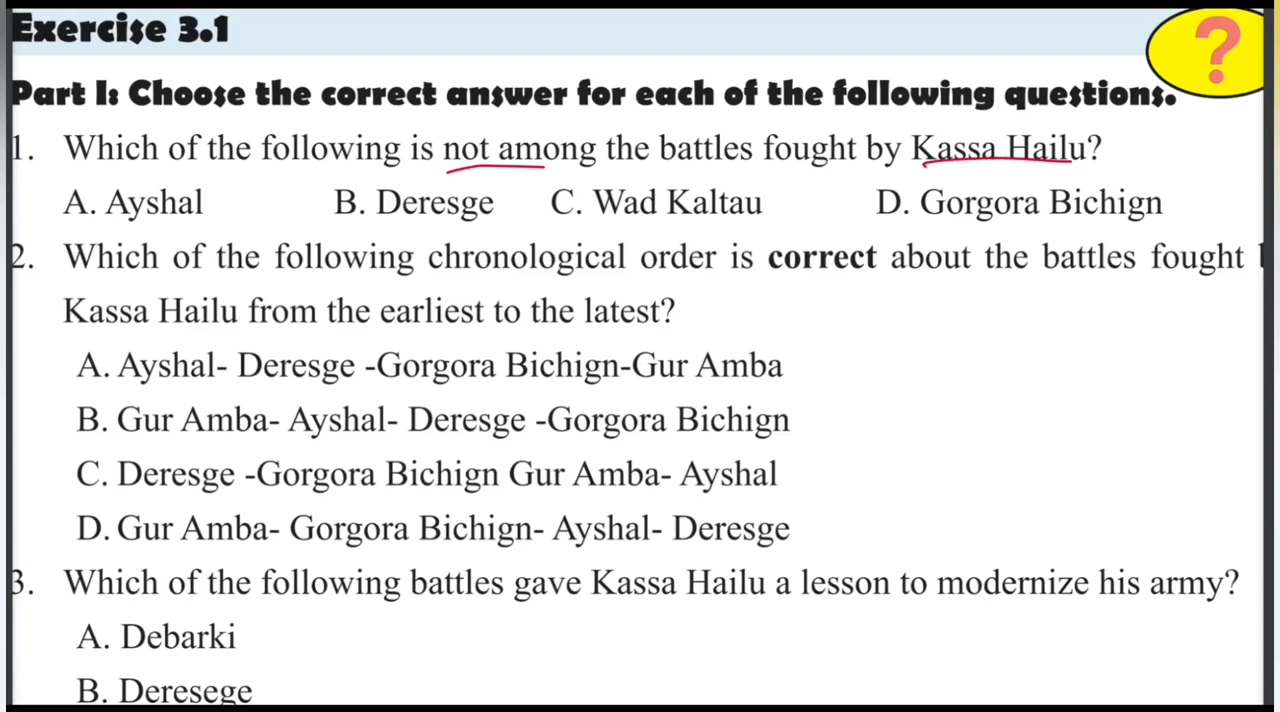 Exercise 3.1
?
Part I: Choose the correct answer for each of the following questions.
1. Which of the following is not among the battles fought by Kassa Hailu?
A. Ayshal B. Deresge C. Wad Kaltau D. Gorgora Bichign
2. Which of the following chronological order is correct about the battles fought
Kassa Hailu from the earliest to the latest?
A. Ayshal- Deresge -Gorgora Bichign-Gur Amba
B. Gur Amba- Ayshal- Deresge -Gorgora Bichign
C. Deresge -Gorgora Bichign Gur Amba- Ayshal
D. Gur Amba- Gorgora Bichign- Ayshal- Deresge
3. Which of the following battles gave Kassa Hailu a lesson to modernize his army?
A. Debarki
B. Deresege